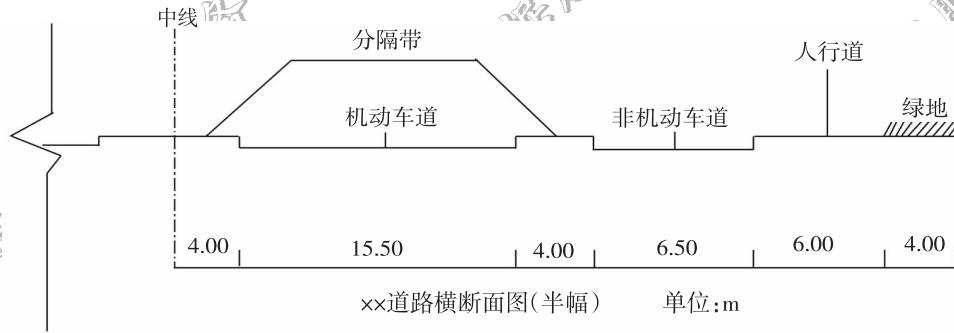 中线
分隔带
人行道
机动车道
非机动车道
绿地
4.00 15.50 4.00 6.50 6.00 4.00
××道路横断面图(半幅) 单位:m